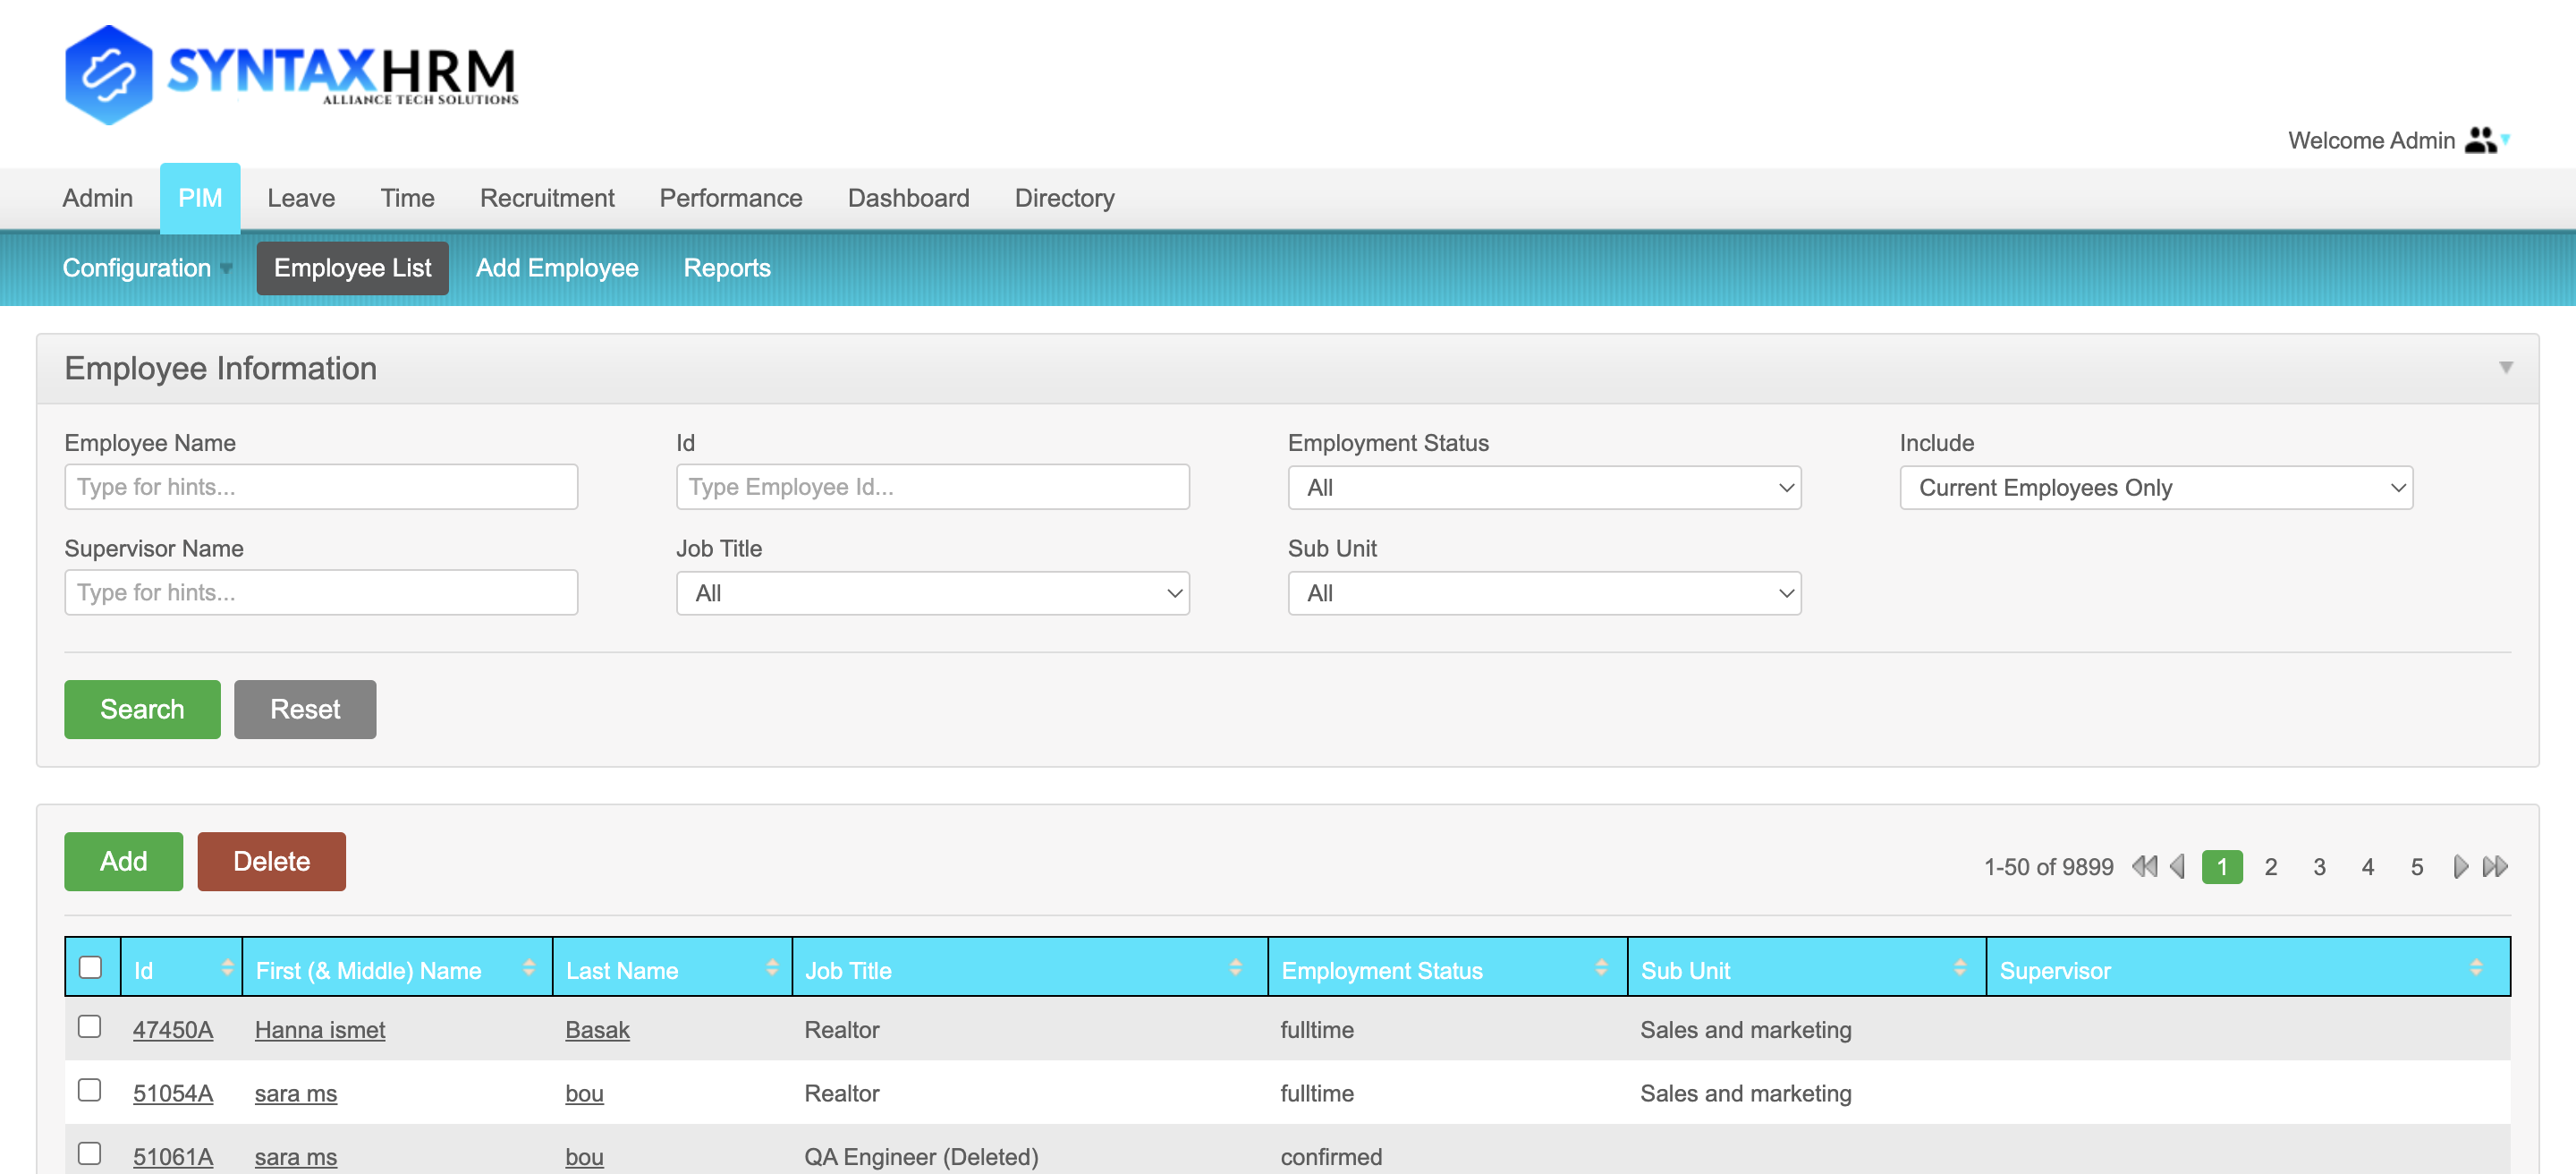 SYNTAXHRM
ALLIANCE TECH SOLUTIONS
Welcome Admin
Admin PIM Leave Time Recruitment Performance Dashboard Directory
Configuration Employee List Add Employee Reports
Employee Information
Employee Name Id Employment Status Include
Type for hints... Type Employee Id... All Current Employees Only
Supervisor Name Job Title Sub Unit
Type for hints... All All
Search Reset
Add Delete 1-50 of 9899 1 2 3 4 5
Id First (& Middle) Name Last Name Job Title Employment Status Sub Unit Supervisor
47450A Hanna ismet Basak Realtor fulltime Sales and marketing
51054A sara ms bou Realtor fulltime Sales and marketing
51061A sara ms bou QA Engineer (Deleted) confirmed